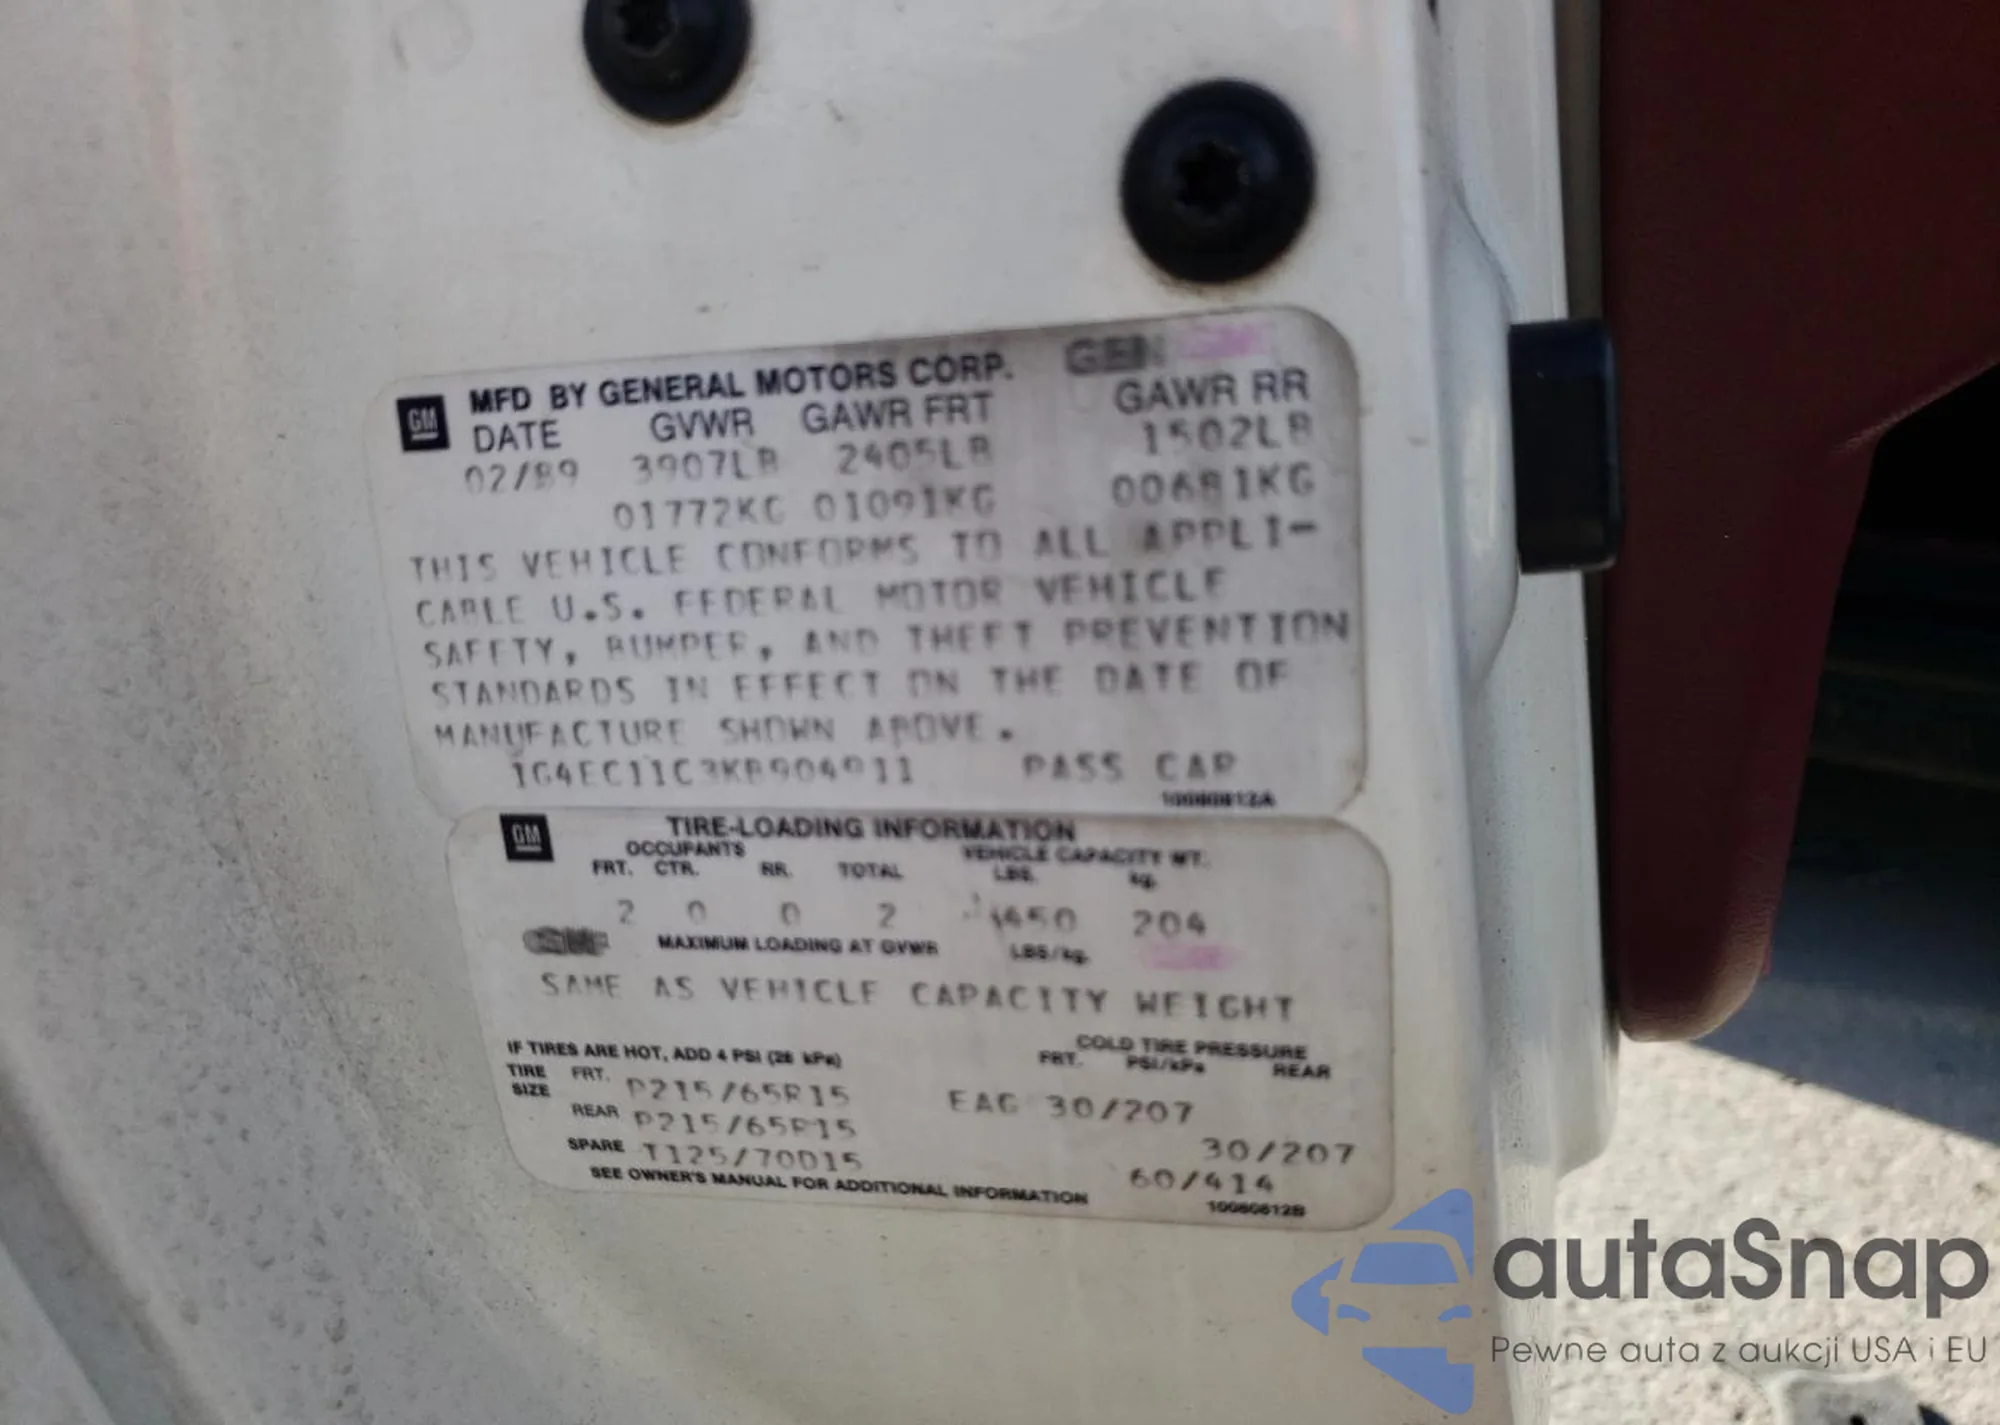 GM MFD BY GENERAL MOTORS CORP. GEN GM
DATE GVWR GAWR FRT GAWR RR
02/89 3907LB 2405LB 1502LB
01772KG 01091KG 00681KG
THIS VEHICLE CONFORMS TO ALL APPLI-
CABLE U.S. FEDERAL MOTOR VEHICLE
SAFETY, BUMPER, AND THEFT PREVENTION
STANDARDS IN EFFECT ON THE DATE OF
MANUFACTURE SHOWN ABOVE.
1G4EC11C3KB904911 PASS CAR
10080812A
GM TIRE-LOADING INFORMATION
OCCUPANTS VEHICLE CAPACITY WT.
FRT. CTR. RR. TOTAL LBS. kg.
2 0 0 2 450 204
MAXIMUM LOADING AT GVWR LBS/kg.
SAME AS VEHICLE CAPACITY WEIGHT
IF TIRES ARE HOT, ADD 4 PSI (28 kPa) COLD TIRE PRESSURE
TIRE SIZE FRT. PSI/kPa REAR
FRT. P215/65R15 EAG 30/207
REAR P215/65R15 30/207
SPARE T125/70D15 60/414
SEE OWNER'S MANUAL FOR ADDITIONAL INFORMATION
10080812B
autaSnap
Pewne auta z aukcji USA i EU